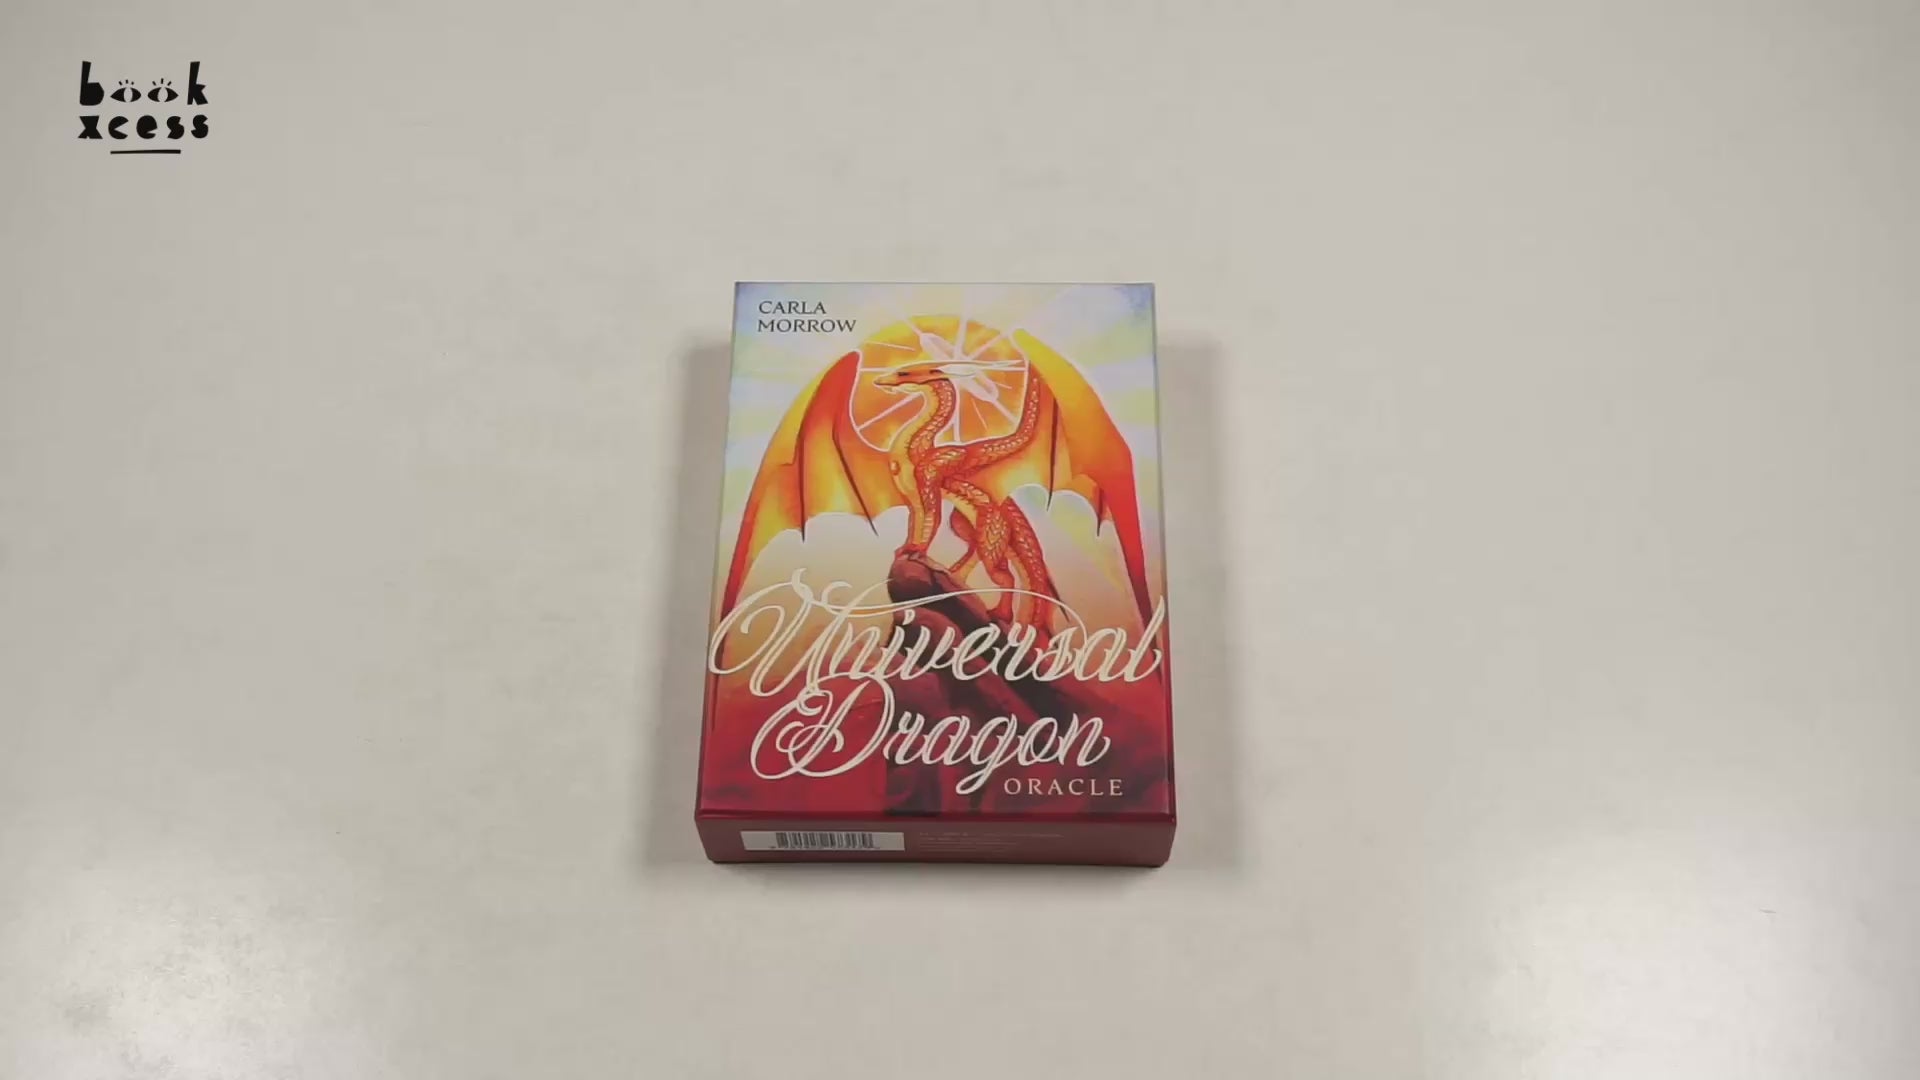 book
xcess
CARLA
MORROW
Universal
Dragon
ORACLE